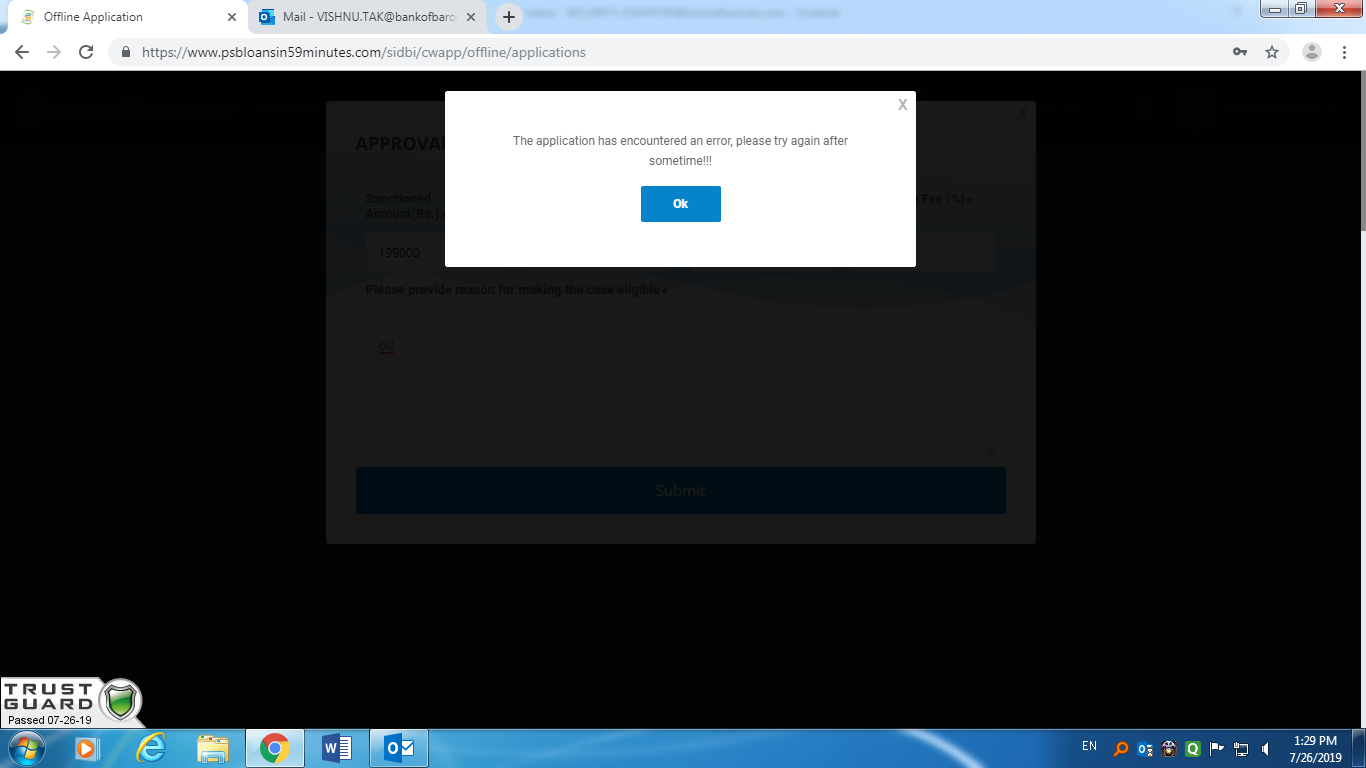 Offline Application
Mail - VISHNU.TAK@bankofbaro
https://www.psbloansin59minutes.com/sidbi/cwapp/offline/applications
X
The application has encountered an error, please try again after
sometime!!!
Ok
X
APPROVA
Sanctioned
Amount(Rs.)*
Fee (%)*
199000
Please provide reason for making the case eligible*
od
Submit
TRUST
GUARD
Passed 07-26-19
EN
1:29 PM
7/26/2019